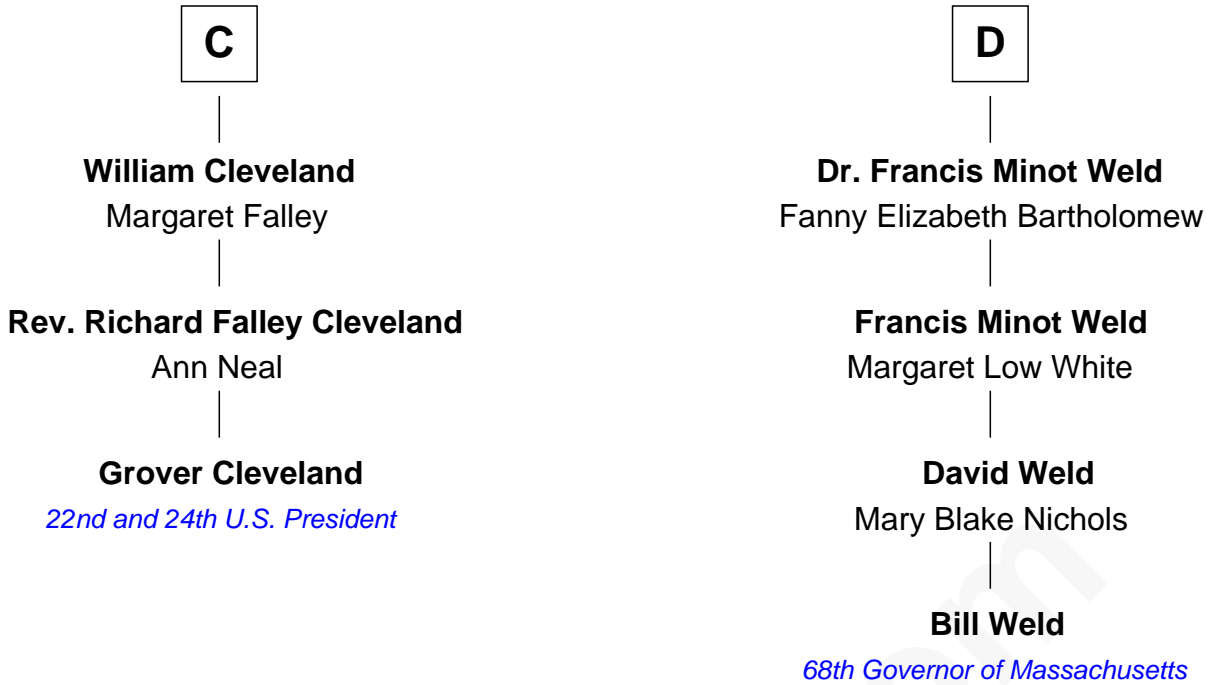 C
William Cleveland
Margaret Falley
Rev. Richard Falley Cleveland
Ann Neal
Grover Cleveland
22nd and 24th U.S. President
D
Dr. Francis Minot Weld
Fanny Elizabeth Bartholomew
Francis Minot Weld
Margaret Low White
David Weld
Mary Blake Nichols
Bill Weld
68th Governor of Massachusetts